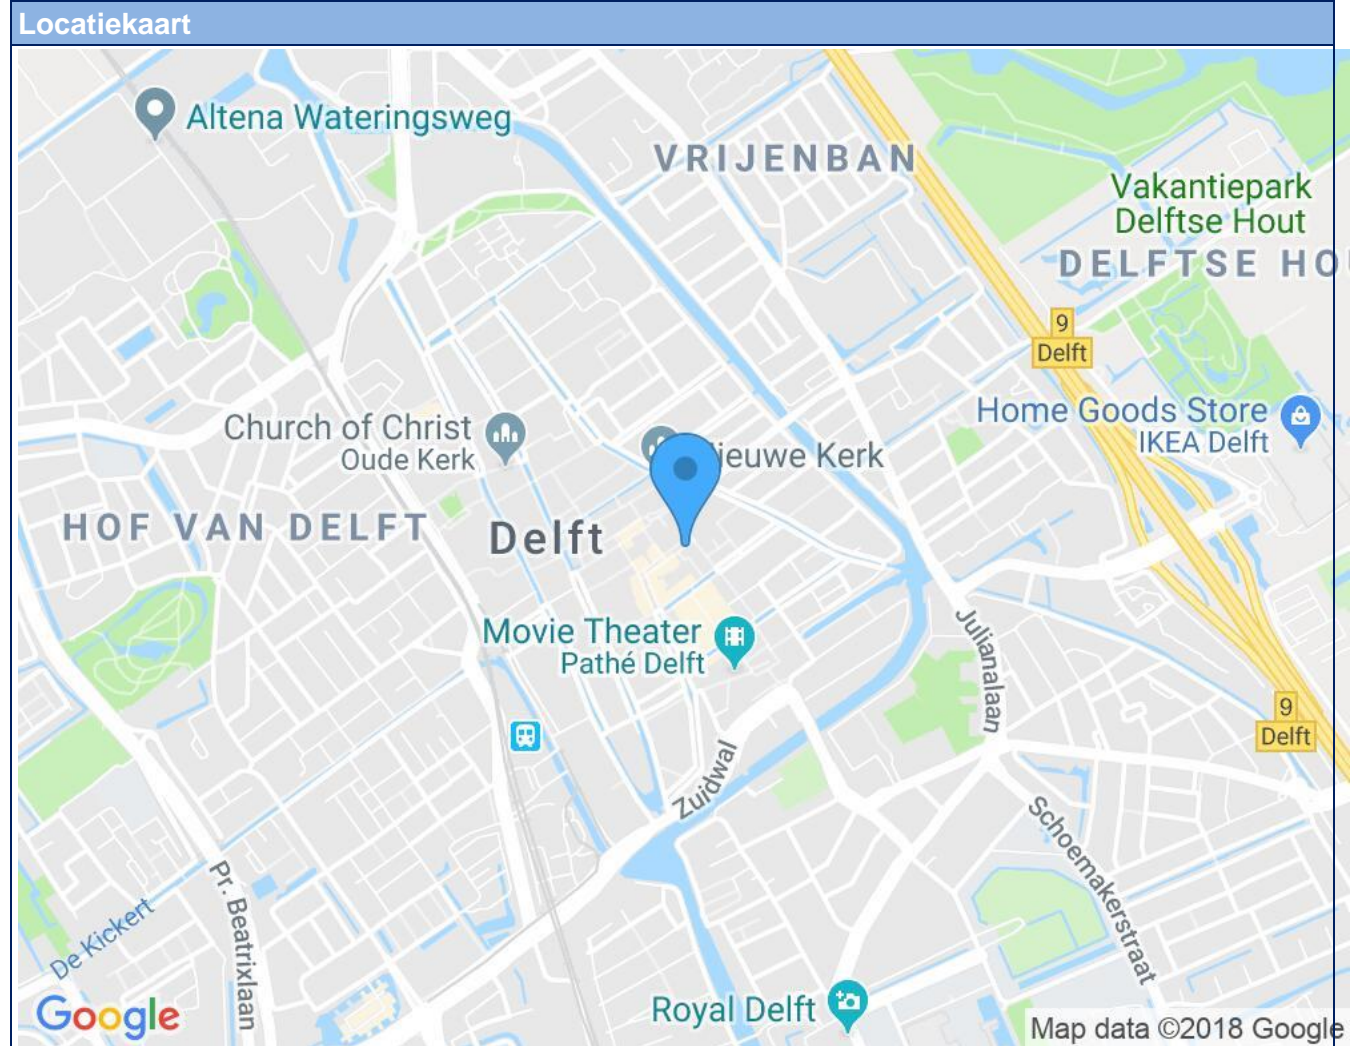 Locatiekaart
Altena Wateringsweg
VRIJENBAN
Vakantiepark
Delftse Hout
DELFTSE HOU
9
Delft
Church of Christ
Oude Kerk
ieuwe Kerk
Home Goods Store
IKEA Delft
HOF VAN DELFT
Delft
Movie Theater
Pathé Delft
Julianalaan
9
Delft
Zuidwal
Schoemakerstraat
Pr. Beatrixlaan
De Kickert
Royal Delft
Google
Map data ©2018 Google